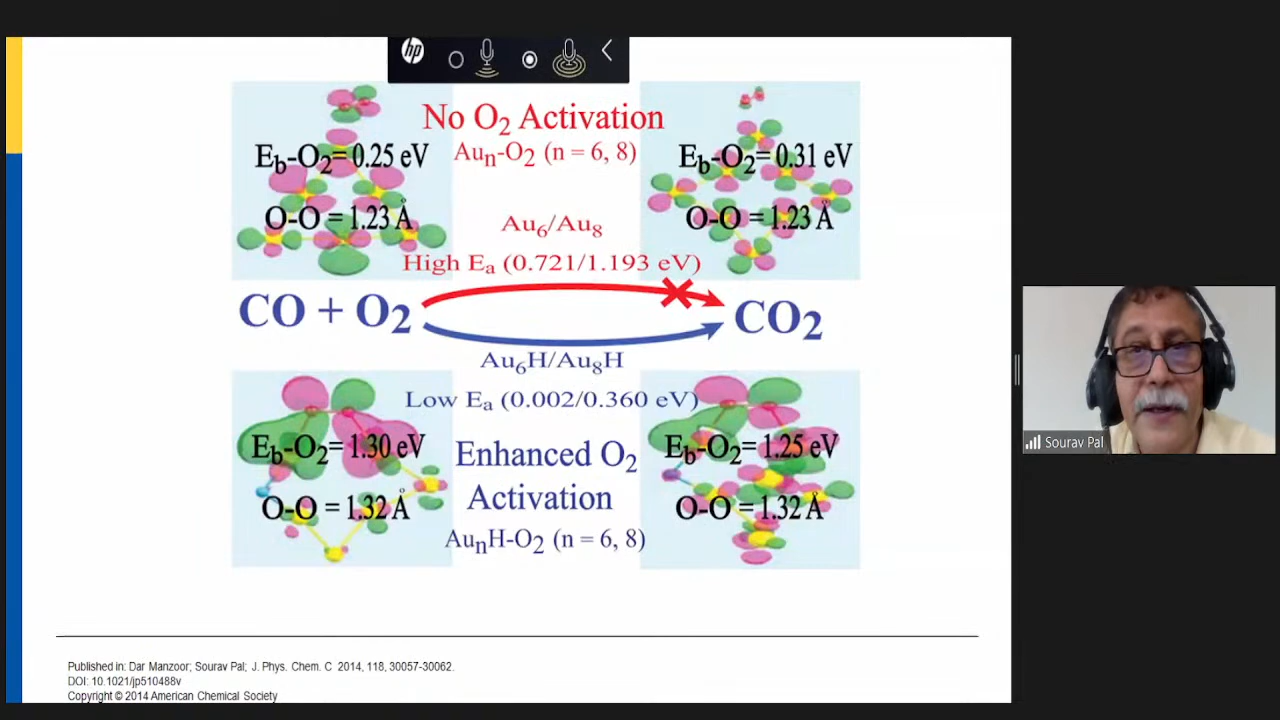 hp
No O2 Activation
Aun-O2 (n = 6, 8)
Eb-O2= 0.25 eV
O-O = 1.23 Å
Eb-O2= 0.31 eV
O-O = 1.23 Å
Au6/Au8
High Ea (0.721/1.193 eV)
CO + O2
CO2
Au6H/Au8H
Low Ea (0.002/0.360 eV)
Eb-O2= 1.30 eV
O-O = 1.32 Å
Enhanced O2
Activation
AunH-O2 (n = 6, 8)
Eb-O2= 1.25 eV
O-O = 1.32 Å
Sourav Pal
Published in: Dar Manzoor; Sourav Pal; J. Phys. Chem. C 2014, 118, 30057-30062.
DOI: 10.1021/jp510488v
Copyright © 2014 American Chemical Society